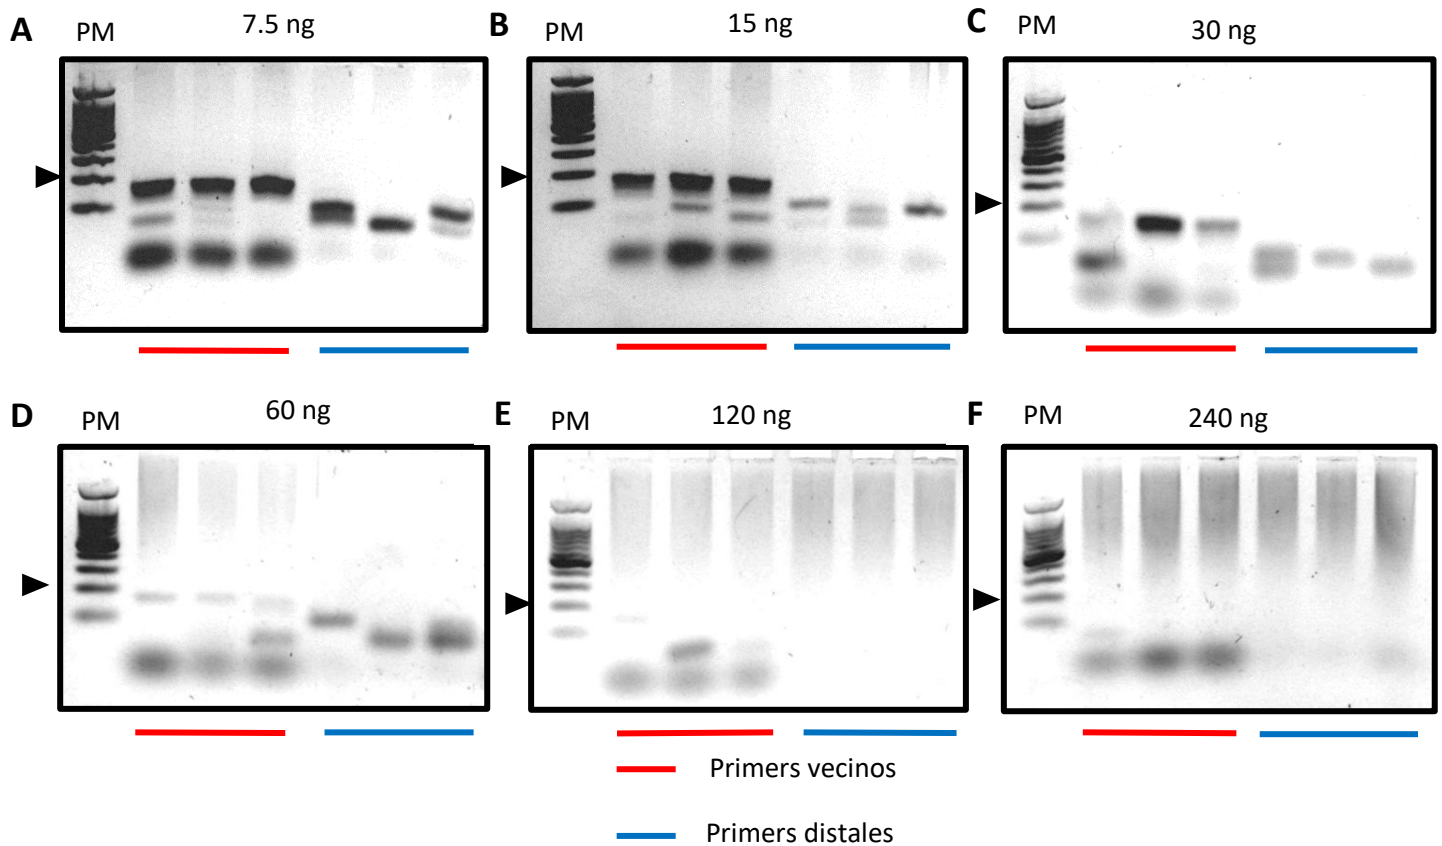 A PM 7.5 ng
B PM 15 ng
C PM 30 ng
D PM 60 ng
E PM 120 ng
F PM 240 ng
Primers vecinos
Primers distales